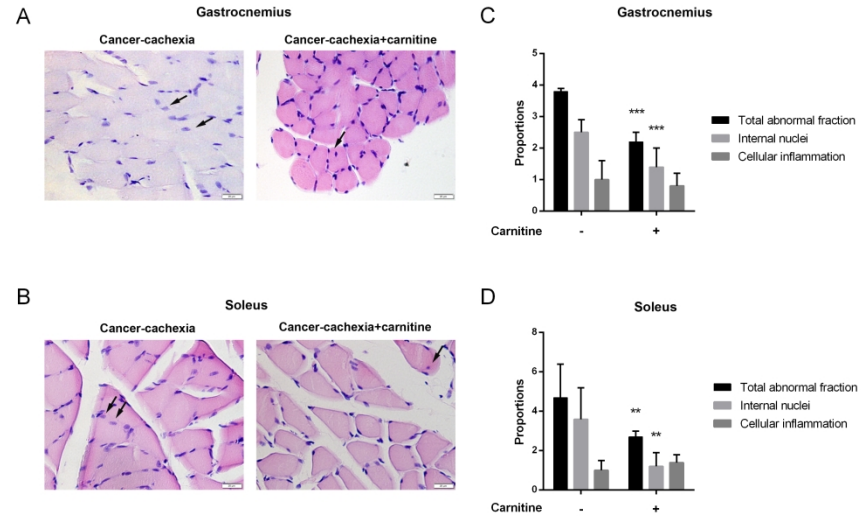 A
Gastrocnemius
Cancer-cachexia
Cancer-cachexia+carnitine
B
Soleus
Cancer-cachexia
Cancer-cachexia+carnitine
C
Gastrocnemius
Proportions
5
4
3
2
1
0
*** ***
Carnitine - +
Total abnormal fraction
Internal nuclei
Cellular inflammation
D
Soleus
Proportions
8
6
4
2
0
** **
Carnitine - +
Total abnormal fraction
Internal nuclei
Cellular inflammation